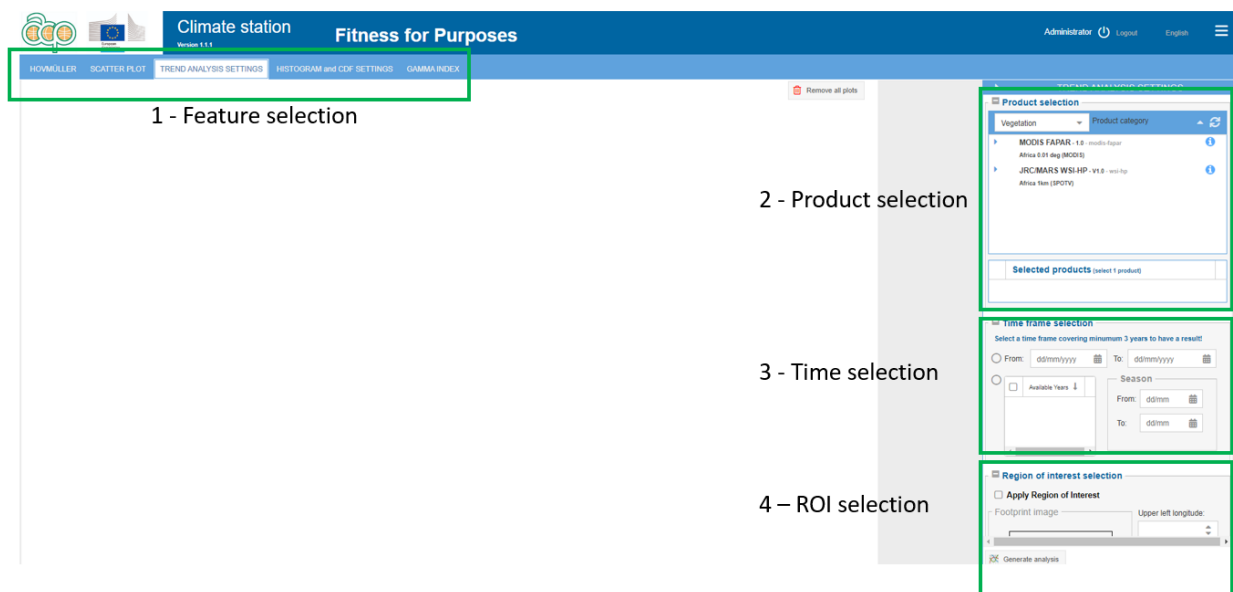 Climate station
Version 1.1.1
Fitness for Purposes
Administrator Logout English
European
HOVMÜLLER SCATTER PLOT TREND ANALYSIS SETTINGS HISTOGRAM and CDF SETTINGS GAMMA INDEX
Remove all plots
TREND ANALYSIS SETTINGS
1 - Feature selection
Product selection
Vegetation Product category
MODIS FAPAR - 1.0 - modis-fapar
Africa 0.01 deg (MODIS)
JRC/MARS WSI-HP - V1.0 - wsi-hp
Africa 1km (SPOTV)
2 - Product selection
Selected products (select 1 product)
Time frame selection
Select a time frame covering minumum 3 years to have a result!
From: dd/mm/yyyy To: dd/mm/yyyy
3 - Time selection
Available Years Season
From: dd/mm
To: dd/mm
Region of interest selection
Apply Region of Interest
4 – ROI selection
Footprint image Upper left longitude:
Generate analysis